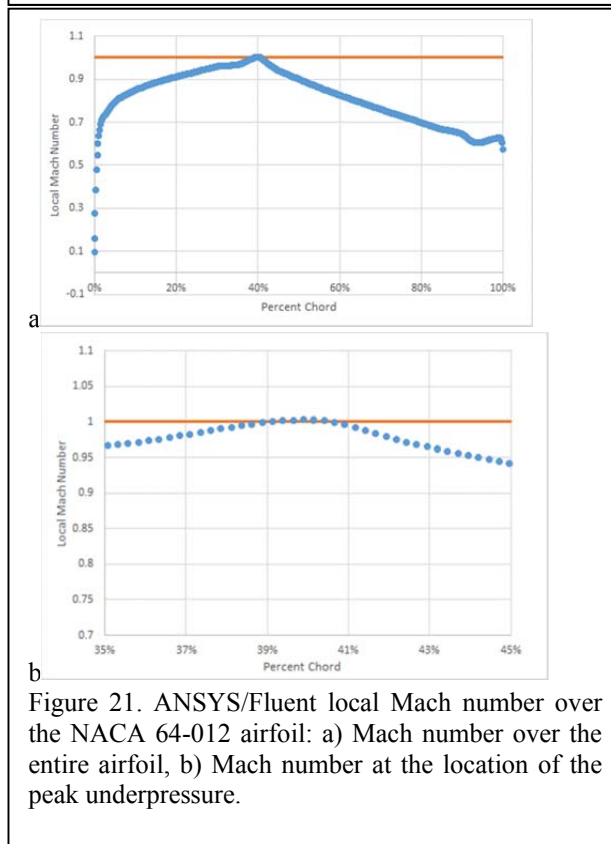 1.1
0.9
0.7
0.5
0.3
0.1
-0.1
Local Mach Number
0% 20% 40% 60% 80% 100%
Percent Chord
a
1.1
1.05
1
0.95
0.9
0.85
0.8
0.75
0.7
Local Mach Number
35% 37% 39% 41% 43% 45%
Percent Chord
b
Figure 21. ANSYS/Fluent local Mach number over
the NACA 64-012 airfoil: a) Mach number over the
entire airfoil, b) Mach number at the location of the
peak underpressure.